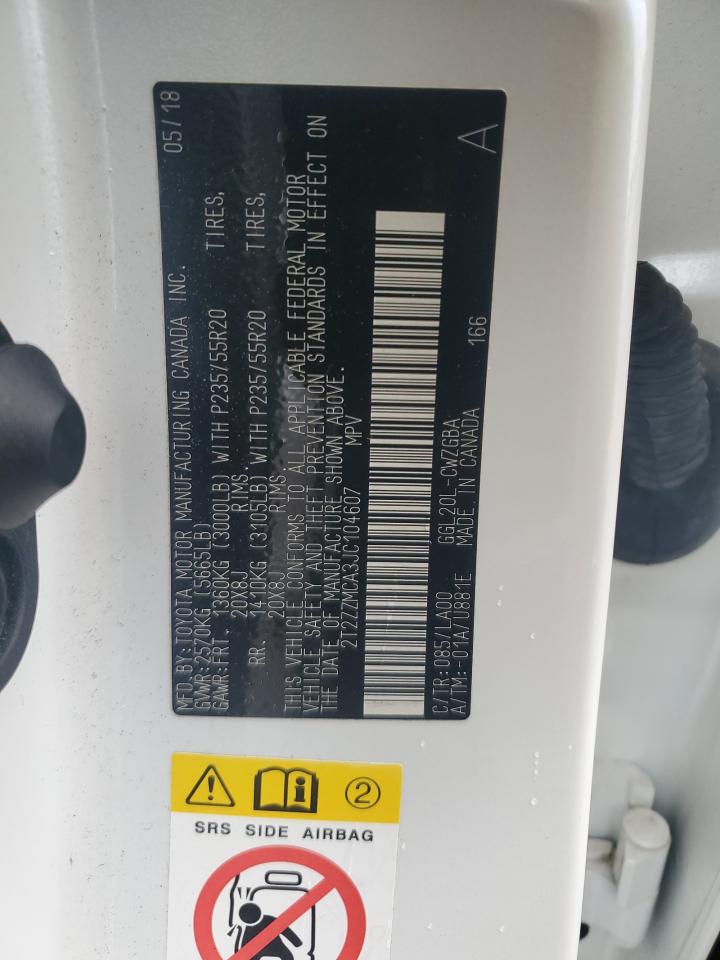 MFD BY:TOYOTA MOTOR MANUFACTURING CANADA INC. 05/18
GVWR:2570KG (5665LB)
GAWR:FRT. 1360KG (3000LB) WITH P235/55R20 TIRES,
20X8J RIMS.
RR. 1410KG (3105LB) WITH P235/55R20 TIRES,
20X8J RIMS.
THIS VEHICLE CONFORMS TO ALL APPLICABLE FEDERAL MOTOR
VEHICLE SAFETY AND THEFT PREVENTION STANDARDS IN EFFECT ON
THE DATE OF MANUFACTURE SHOWN ABOVE.
2T2ZZMCA3JC104607 MPV
C/TR:085/LA00 GGL20L-CWZGBA 166 A
A/TM:-01A/U881E MADE IN CANADA
2
SRS SIDE AIRBAG